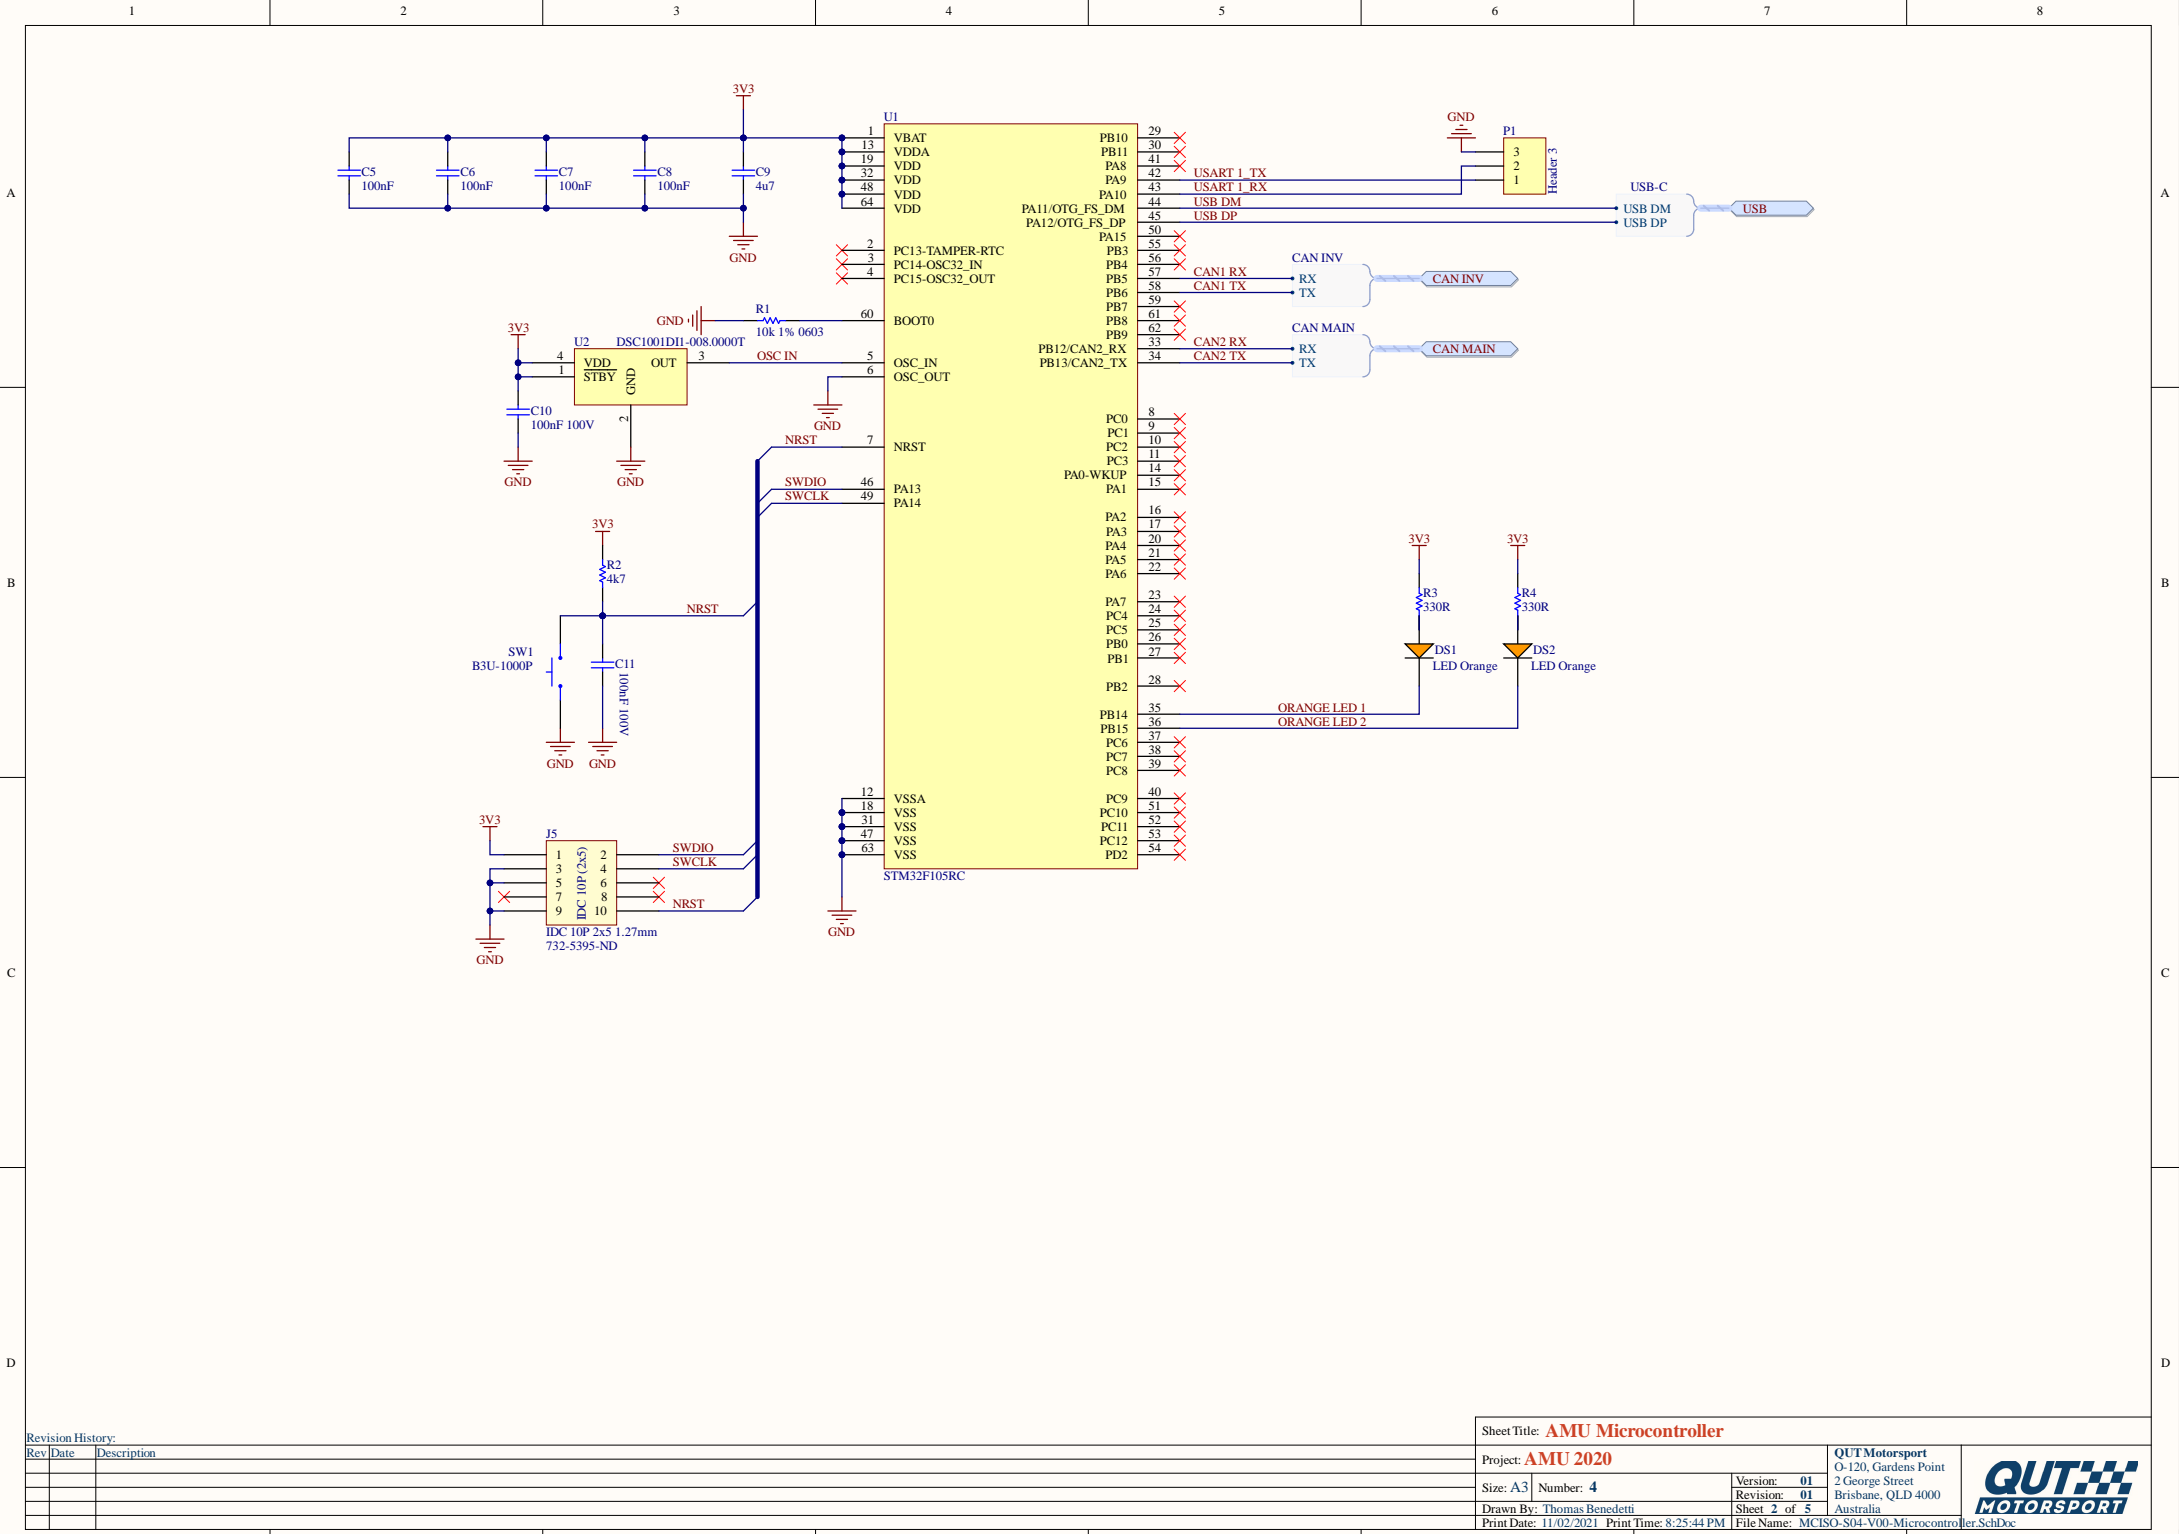 1 2 3 4 5 6 7 8
A A
B B
C C
D D
3V3
C5
100nF
C6
100nF
C7
100nF
C8
100nF
C9
4u7
GND
U1
1 VBAT
13 VDDA
19 VDD
32 VDD
48 VDD
64 VDD
2 PC13-TAMPER-RTC
3 PC14-OSC32_IN
4 PC15-OSC32_OUT
60 BOOT0
5 OSC_IN
6 OSC_OUT
7 NRST
46 PA13
49 PA14
12 VSSA
18 VSS
31 VSS
47 VSS
63 VSS
PB10 29
PB11 30
PA8 41
PA9 42
PA10 43
PA11/OTG_FS_DM 44
PA12/OTG_FS_DP 45
PA15 50
PB3 55
PB4 56
PB5 57
PB6 58
PB7 59
PB8 61
PB9 62
PB12/CAN2_RX 33
PB13/CAN2_TX 34
PC0 8
PC1 9
PC2 10
PC3 11
PA0-WKUP 14
PA1 15
PA2 16
PA3 17
PA4 20
PA5 21
PA6 22
PA7 23
PC4 24
PC5 25
PB0 26
PB1 27
PB2 28
PB14 35
PB15 36
PC6 37
PC7 38
PC8 39
PC9 40
PC10 51
PC11 52
PC12 53
PD2 54
STM32F105RC
GND
USART 1_TX
USART 1_RX
USB DM
USB DP
GND
P1
3
2
1
Header 3
USB-C
USB DM
USB DP
USB
CAN1 RX
CAN1 TX
CAN INV
RX
TX
CAN INV
CAN2 RX
CAN2 TX
CAN MAIN
RX
TX
CAN MAIN
GND
R1
10k 1% 0603
3V3
U2 DSC1001DI1-008.0000T
4 VDD OUT 3
1 STBY
GND
2
OSC IN
C10
100nF 100V
GND
GND
GND
NRST
SWDIO
SWCLK
3V3
R2
4k7
NRST
SW1
B3U-1000P
C11
100nF 100V
GND
GND
3V3
J5
1 2
3 4
5 6
7 8
9 10
IDC 10P (2x5)
SWDIO
SWCLK
NRST
IDC 10P 2x5 1.27mm
732-5395-ND
GND
3V3
3V3
R3
330R
R4
330R
DS1
LED Orange
DS2
LED Orange
ORANGE LED 1
ORANGE LED 2
Revision History:
Rev Date Description
Sheet Title: AMU Microcontroller
Project: AMU 2020
Size: A3 Number: 4
Version: 01
Revision: 01
Drawn By: Thomas Benedetti
Sheet 2 of 5
Print Date: 11/02/2021 Print Time: 8:25:44 PM
File Name: MCISO-S04-V00-Microcontroller.SchDoc
QUT Motorsport
O-120, Gardens Point
2 George Street
Brisbane, QLD 4000
Australia
QUT
MOTORSPORT